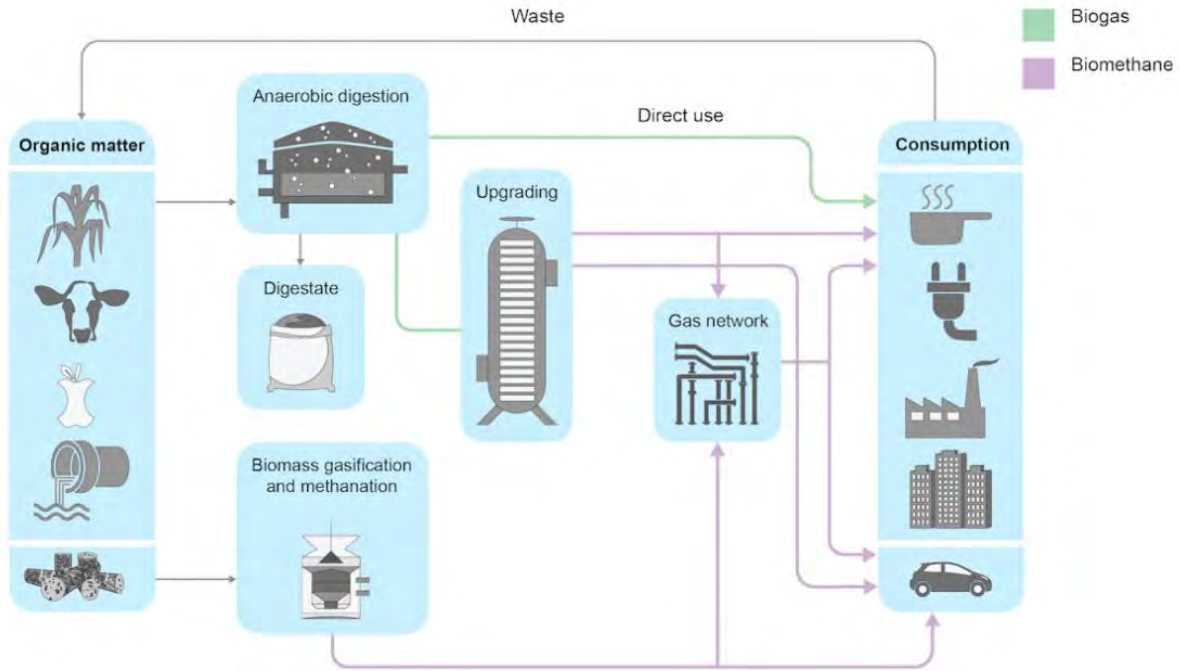 Waste
Biogas
Biomethane
Anaerobic digestion
Direct use
Organic matter
Consumption
Upgrading
Digestate
Gas network
Biomass gasification
and methanation